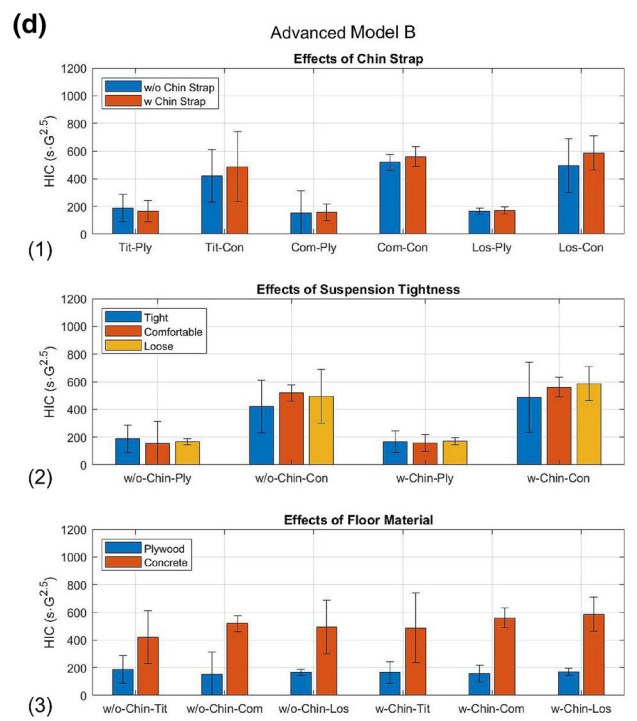 (d)
Advanced Model B
Effects of Chin Strap
1200
1000
800
600
400
200
0
HIC (s·G^2.5)
w/o Chin Strap
w Chin Strap
Tit-Ply Tit-Con Com-Ply Com-Con Los-Ply Los-Con
(1)
Effects of Suspension Tightness
1200
1000
800
600
400
200
0
HIC (s·G^2.5)
Tight
Comfortable
Loose
w/o-Chin-Ply w/o-Chin-Con w-Chin-Ply w-Chin-Con
(2)
Effects of Floor Material
1200
1000
800
600
400
200
0
HIC (s·G^2.5)
Plywood
Concrete
w/o-Chin-Tit w/o-Chin-Com w/o-Chin-Los w-Chin-Tit w-Chin-Com w-Chin-Los
(3)